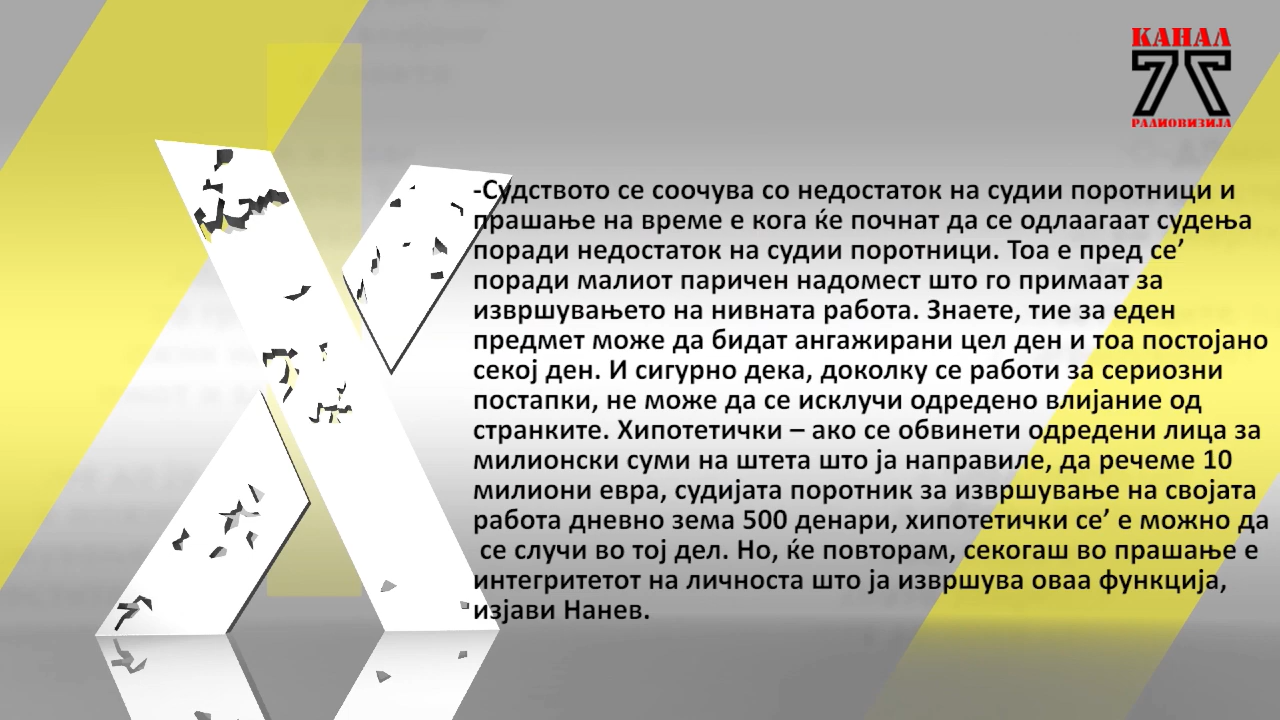 КАНАЛ
77
РАДИОВИЗИЈА
-Судството се соочува со недостаток на судии поротници и
прашање на време е кога ќе почнат да се одлаагаат судења
поради недостаток на судии поротници. Тоа е пред се’
поради малиот паричен надомест што го примаат за
извршувањето на нивната работа. Знаете, тие за еден
предмет може да бидат ангажирани цел ден и тоа постојано
секој ден. И сигурно дека, доколку се работи за сериозни
постапки, не може да се исклучи одредено влијание од
странките. Хипотетички – ако се обвинети одредени лица за
милионски суми на штета што ја направиле, да речеме 10
милиони евра, судијата поротник за извршување на својата
работа дневно зема 500 денари, хипотетички се’ е можно да
се случи во тој дел. Но, ќе повторам, секогаш во прашање е
интегритетот на личноста што ја извршува оваа функција,
изјави Нанев.